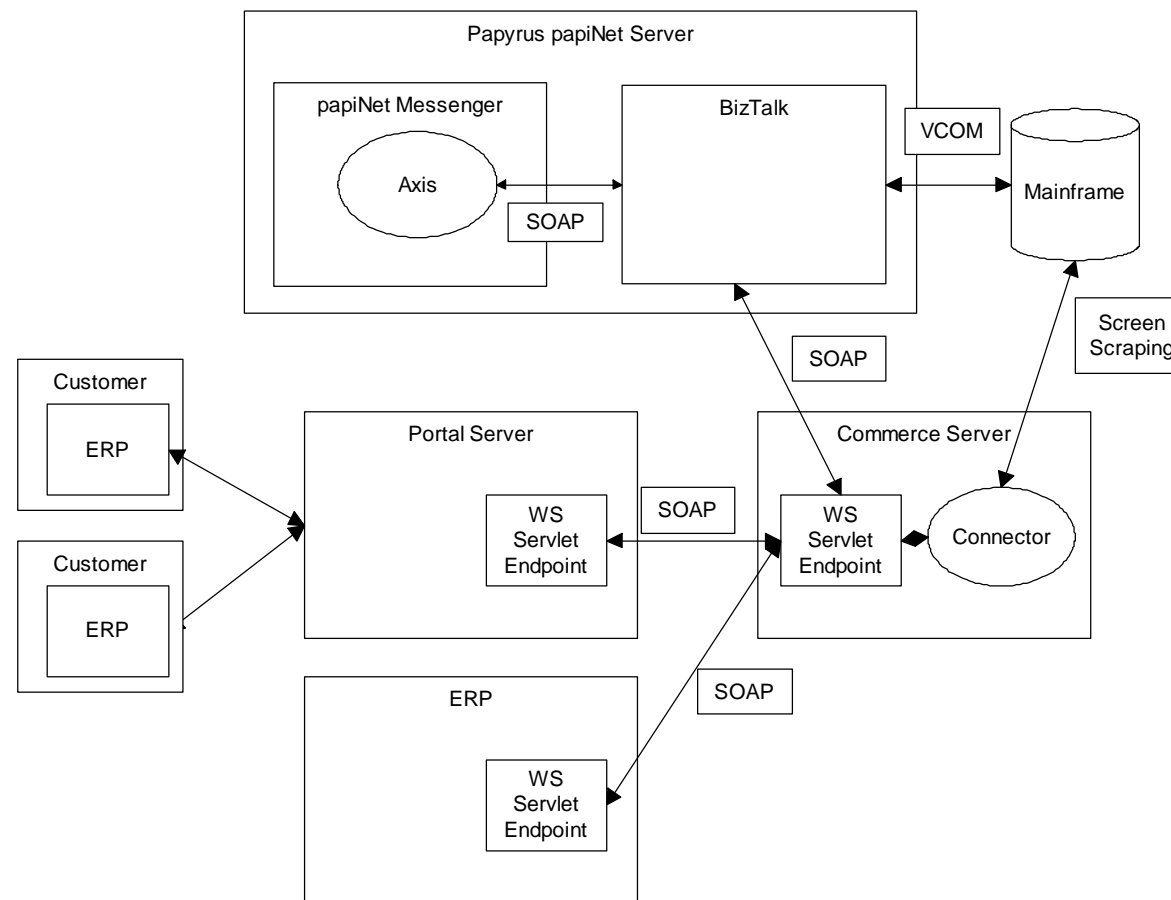 Papyrus papiNet Server
papiNet Messenger
Axis
SOAP
BizTalk
VCOM
Mainframe
Screen
Scraping
SOAP
Customer
ERP
Customer
ERP
Portal Server
WS
Servlet
Endpoint
SOAP
Commerce Server
WS
Servlet
Endpoint
Connector
SOAP
ERP
WS
Servlet
Endpoint